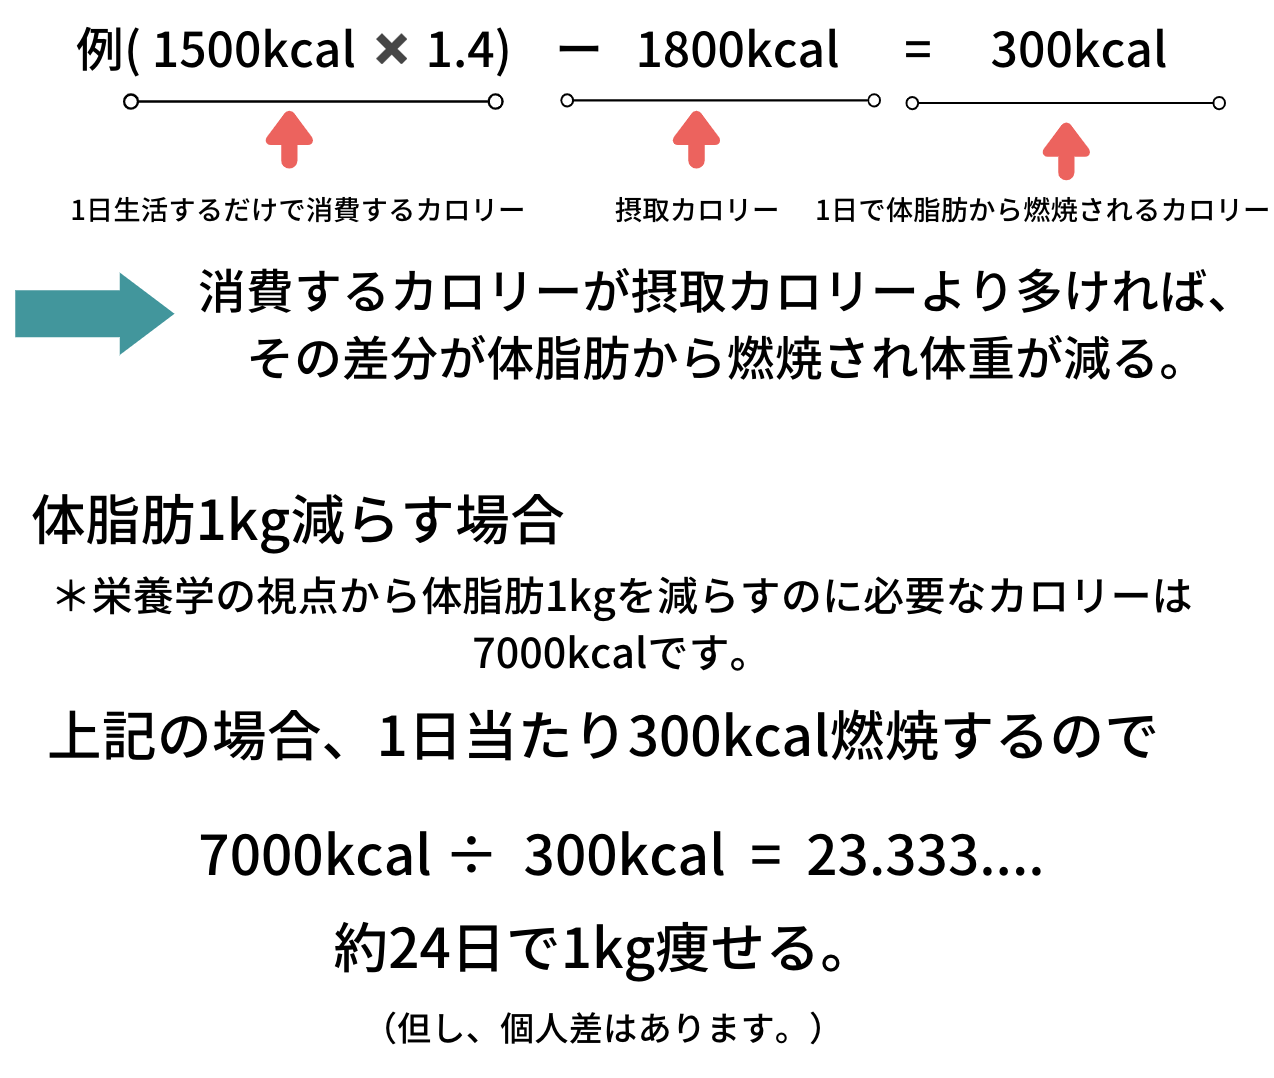 例( 1500kcal ✖ 1.4) ー 1800kcal = 300kcal
1日生活するだけで消費するカロリー 摂取カロリー 1日で体脂肪から燃焼されるカロリー
消費するカロリーが摂取カロリーより多ければ、
その差分が体脂肪から燃焼され体重が減る。
体脂肪1kg減らす場合
＊栄養学の視点から体脂肪1kgを減らすのに必要なカロリーは
7000kcalです。
上記の場合、1日当たり300kcal燃焼するので
7000kcal ÷ 300kcal = 23.333....
約24日で1kg痩せる。
（但し、個人差はあります。）